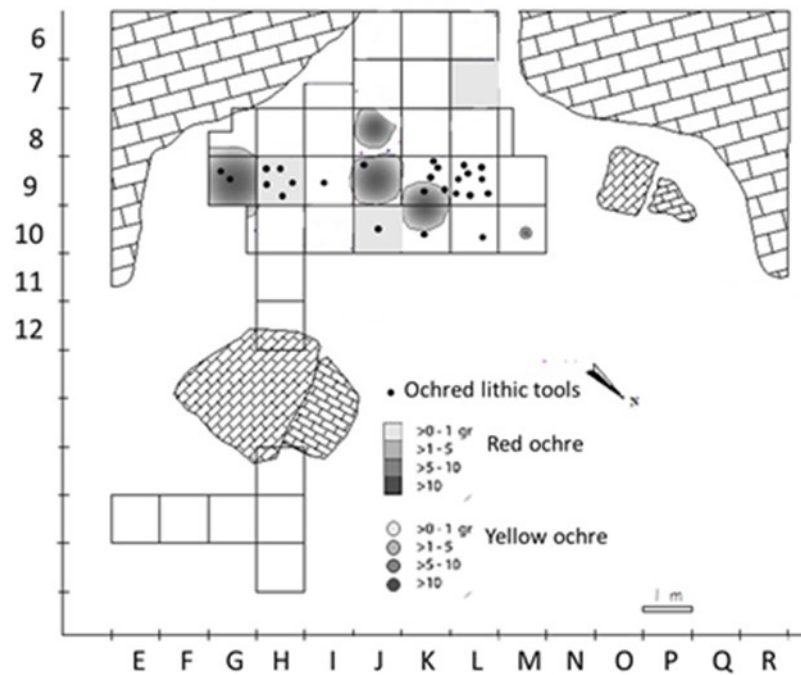 6
7
8
9
10
11
12
Ochred lithic tools
N
>0-1 gr
>1-5
>5-10
>10
Red ochre
>0-1 gr
>1-5
>5-10
>10
Yellow ochre
1 m
E F G H I J K L M N O P Q R